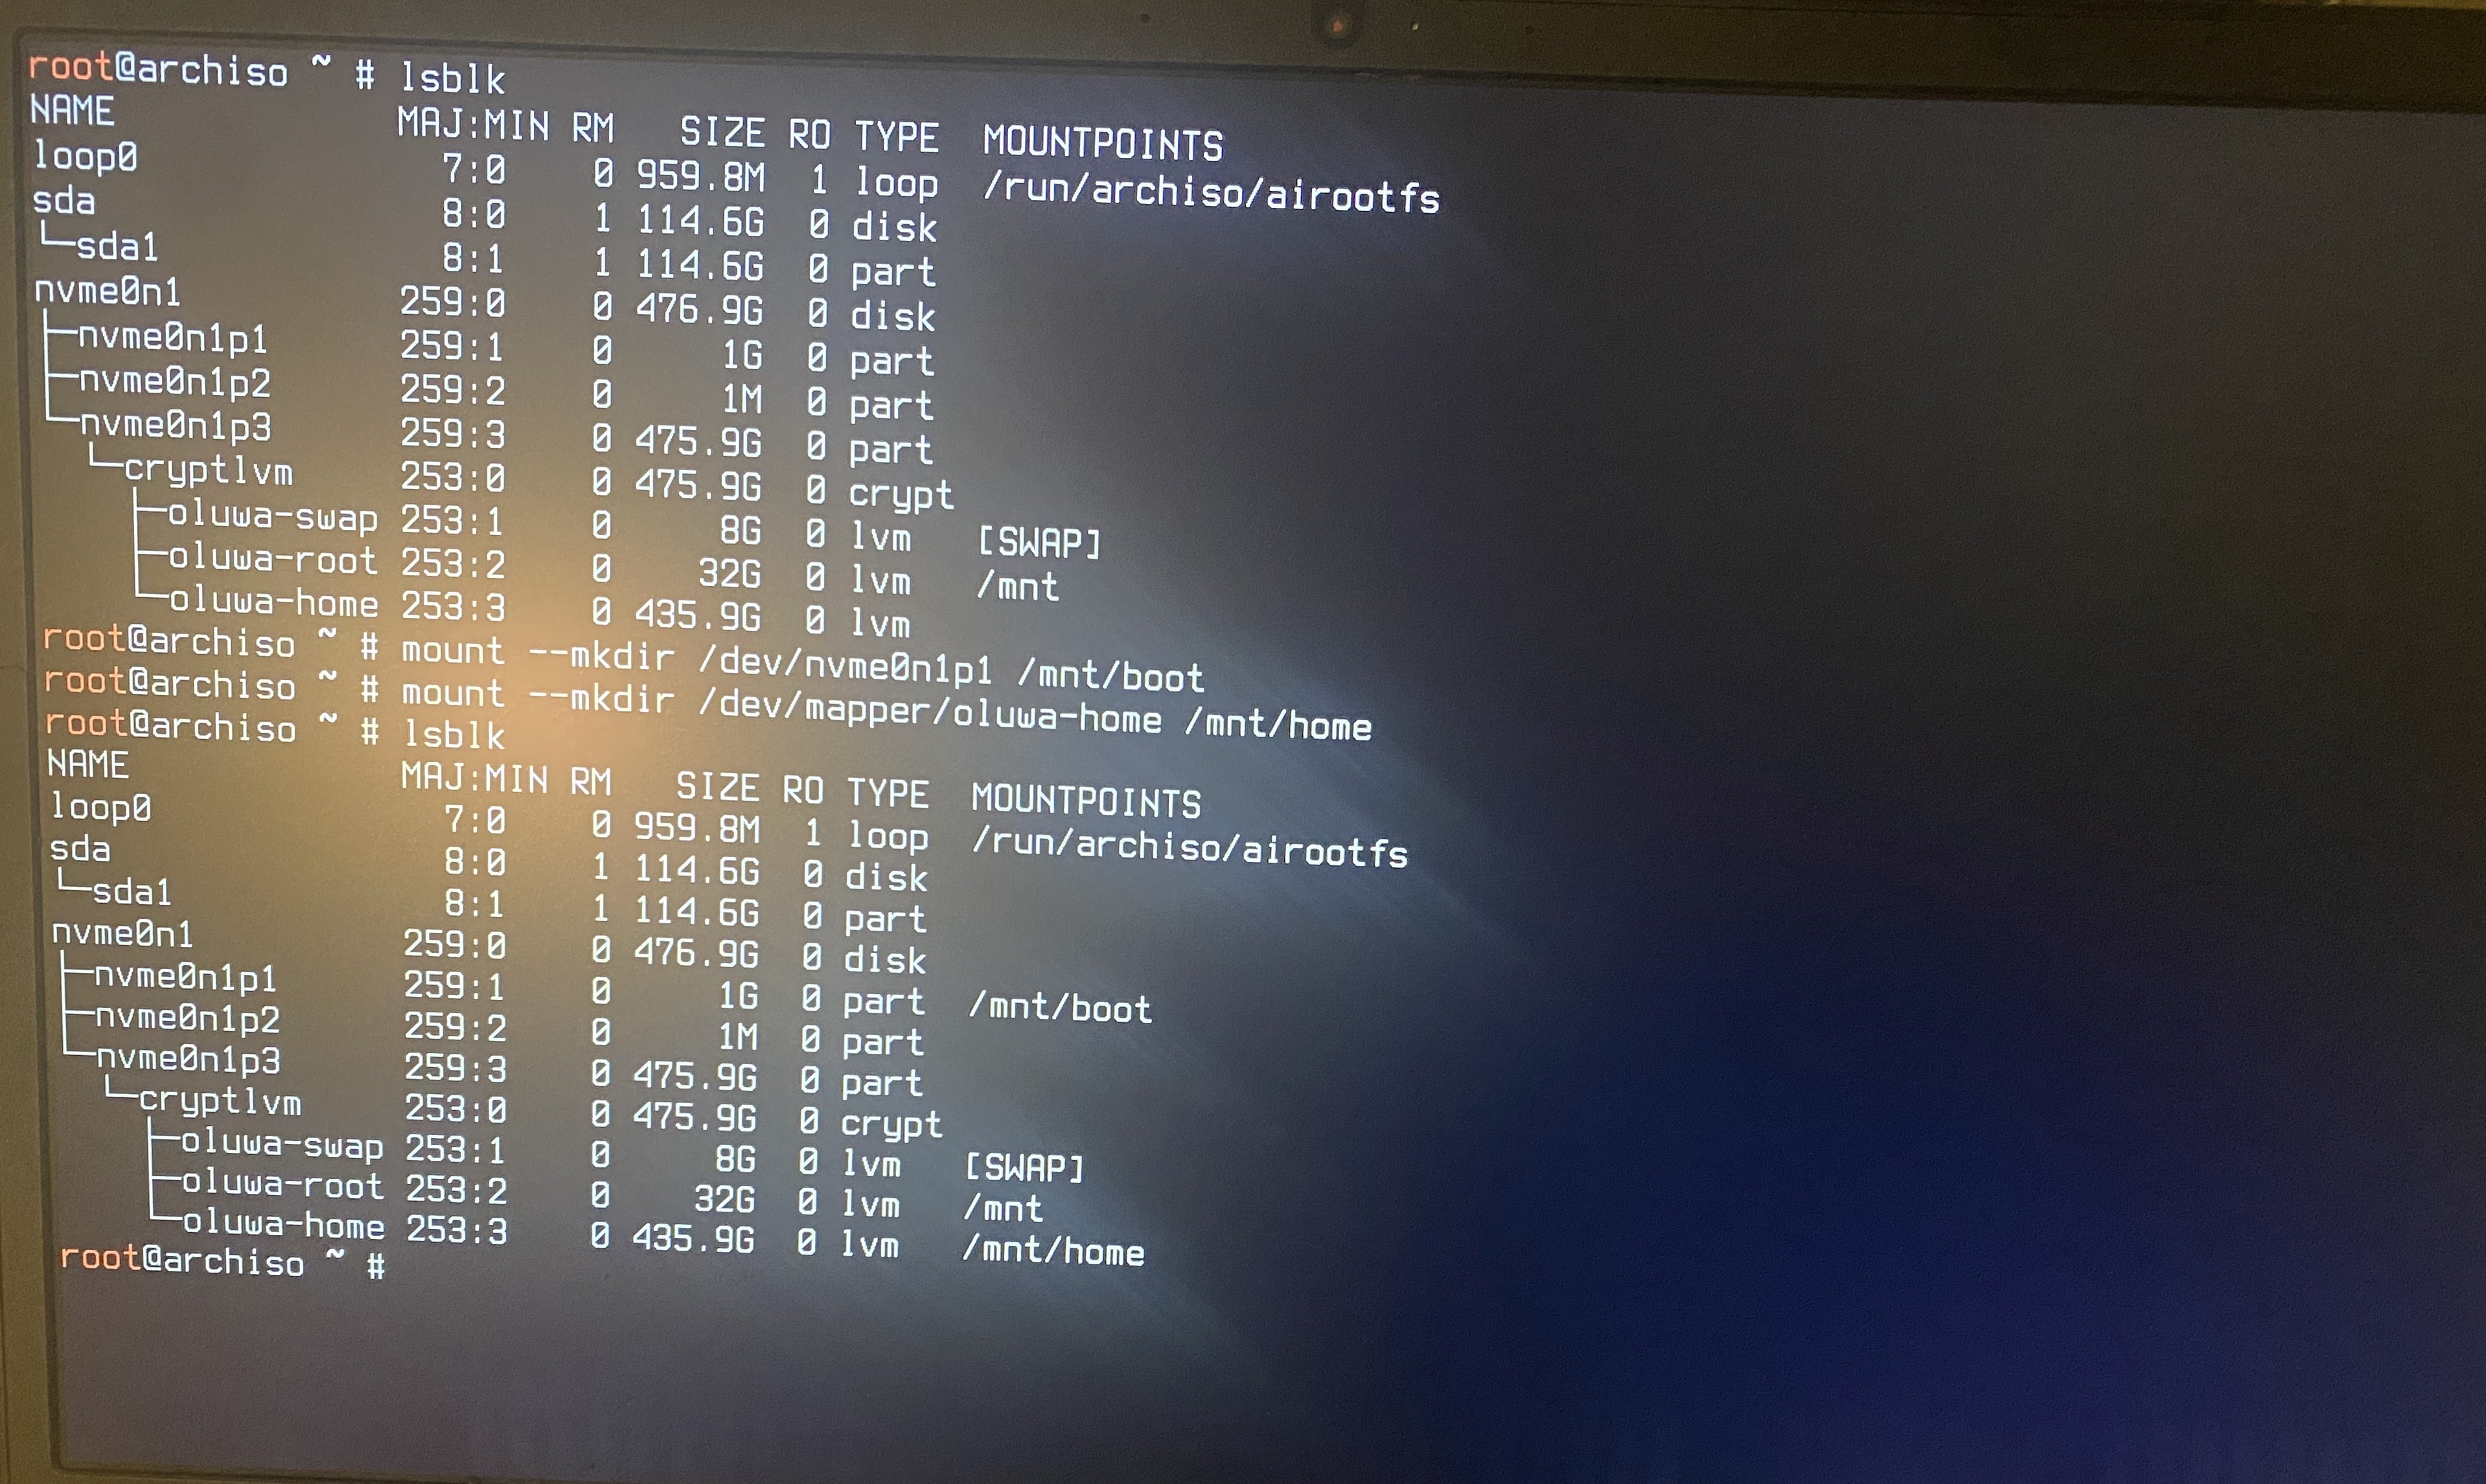 root@archiso ~ # lsblk
NAME MAJ:MIN RM SIZE RO TYPE MOUNTPOINTS
loop0 7:0 0 959.8M 1 loop /run/archiso/airootfs
sda 8:0 1 114.6G 0 disk
└─sda1 8:1 1 114.6G 0 part
nvme0n1 259:0 0 476.9G 0 disk
├─nvme0n1p1 259:1 0 1G 0 part
├─nvme0n1p2 259:2 0 1M 0 part
└─nvme0n1p3 259:3 0 475.9G 0 part
└─cryptlvm 253:0 0 475.9G 0 crypt
├─oluwa-swap 253:1 0 8G 0 lvm [SWAP]
├─oluwa-root 253:2 0 32G 0 lvm /mnt
└─oluwa-home 253:3 0 435.9G 0 lvm
root@archiso ~ # mount --mkdir /dev/nvme0n1p1 /mnt/boot
root@archiso ~ # mount --mkdir /dev/mapper/oluwa-home /mnt/home
root@archiso ~ # lsblk
NAME MAJ:MIN RM SIZE RO TYPE MOUNTPOINTS
loop0 7:0 0 959.8M 1 loop /run/archiso/airootfs
sda 8:0 1 114.6G 0 disk
└─sda1 8:1 1 114.6G 0 part
nvme0n1 259:0 0 476.9G 0 disk
├─nvme0n1p1 259:1 0 1G 0 part /mnt/boot
├─nvme0n1p2 259:2 0 1M 0 part
└─nvme0n1p3 259:3 0 475.9G 0 part
└─cryptlvm 253:0 0 475.9G 0 crypt
├─oluwa-swap 253:1 0 8G 0 lvm [SWAP]
├─oluwa-root 253:2 0 32G 0 lvm /mnt
└─oluwa-home 253:3 0 435.9G 0 lvm /mnt/home
root@archiso ~ #